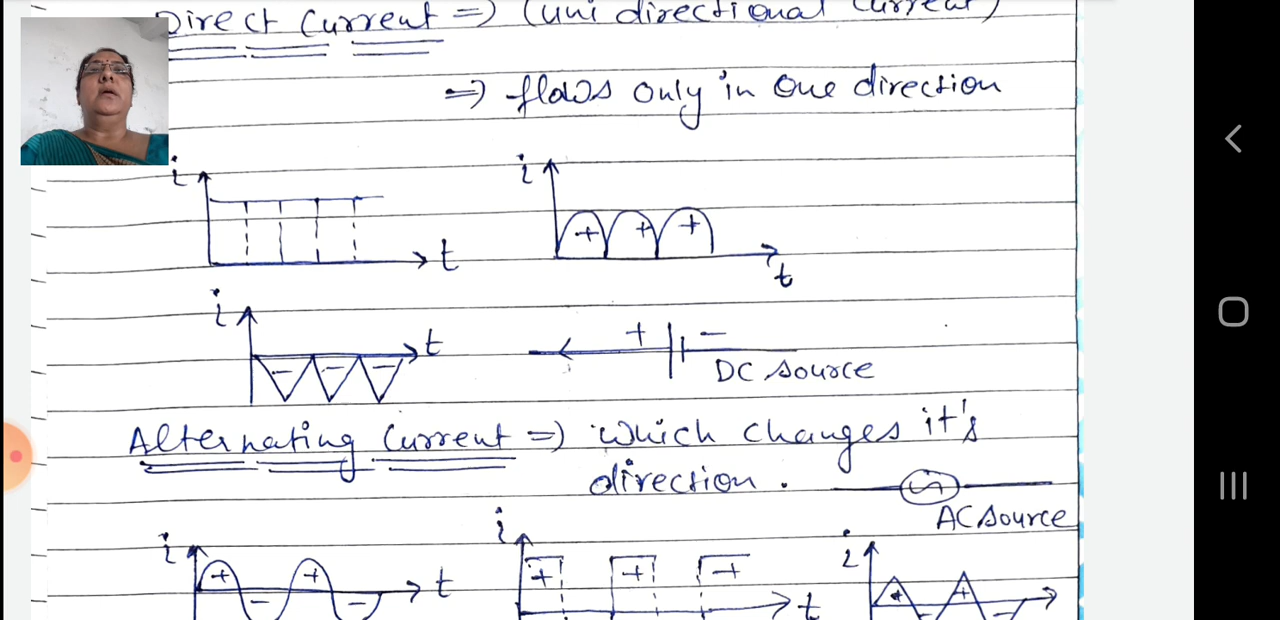 Direct Current => (uni directional Current)
=> flows only in one direction
i
t
i
+ + +
t
i
t
- - -
+ -
DC source
Alternating Current => which changes it's
direction.
AC source
i
+ - + -
t
i
+ + +
t
i
+ +